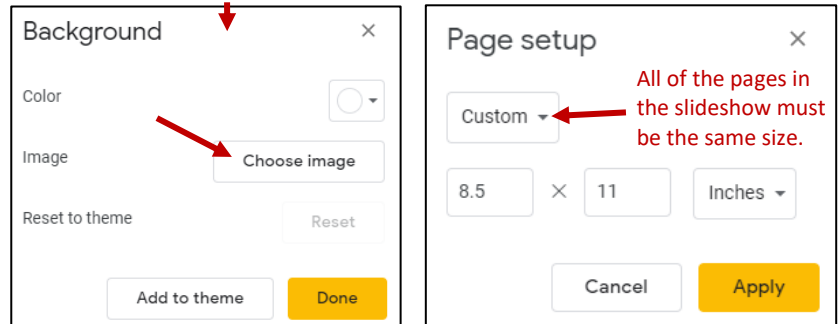 Background ×
Color
Image Choose image
Reset to theme Reset
Add to theme Done
Page setup ×
All of the pages in
the slideshow must
be the same size.
Custom
8.5 × 11 Inches
Cancel Apply